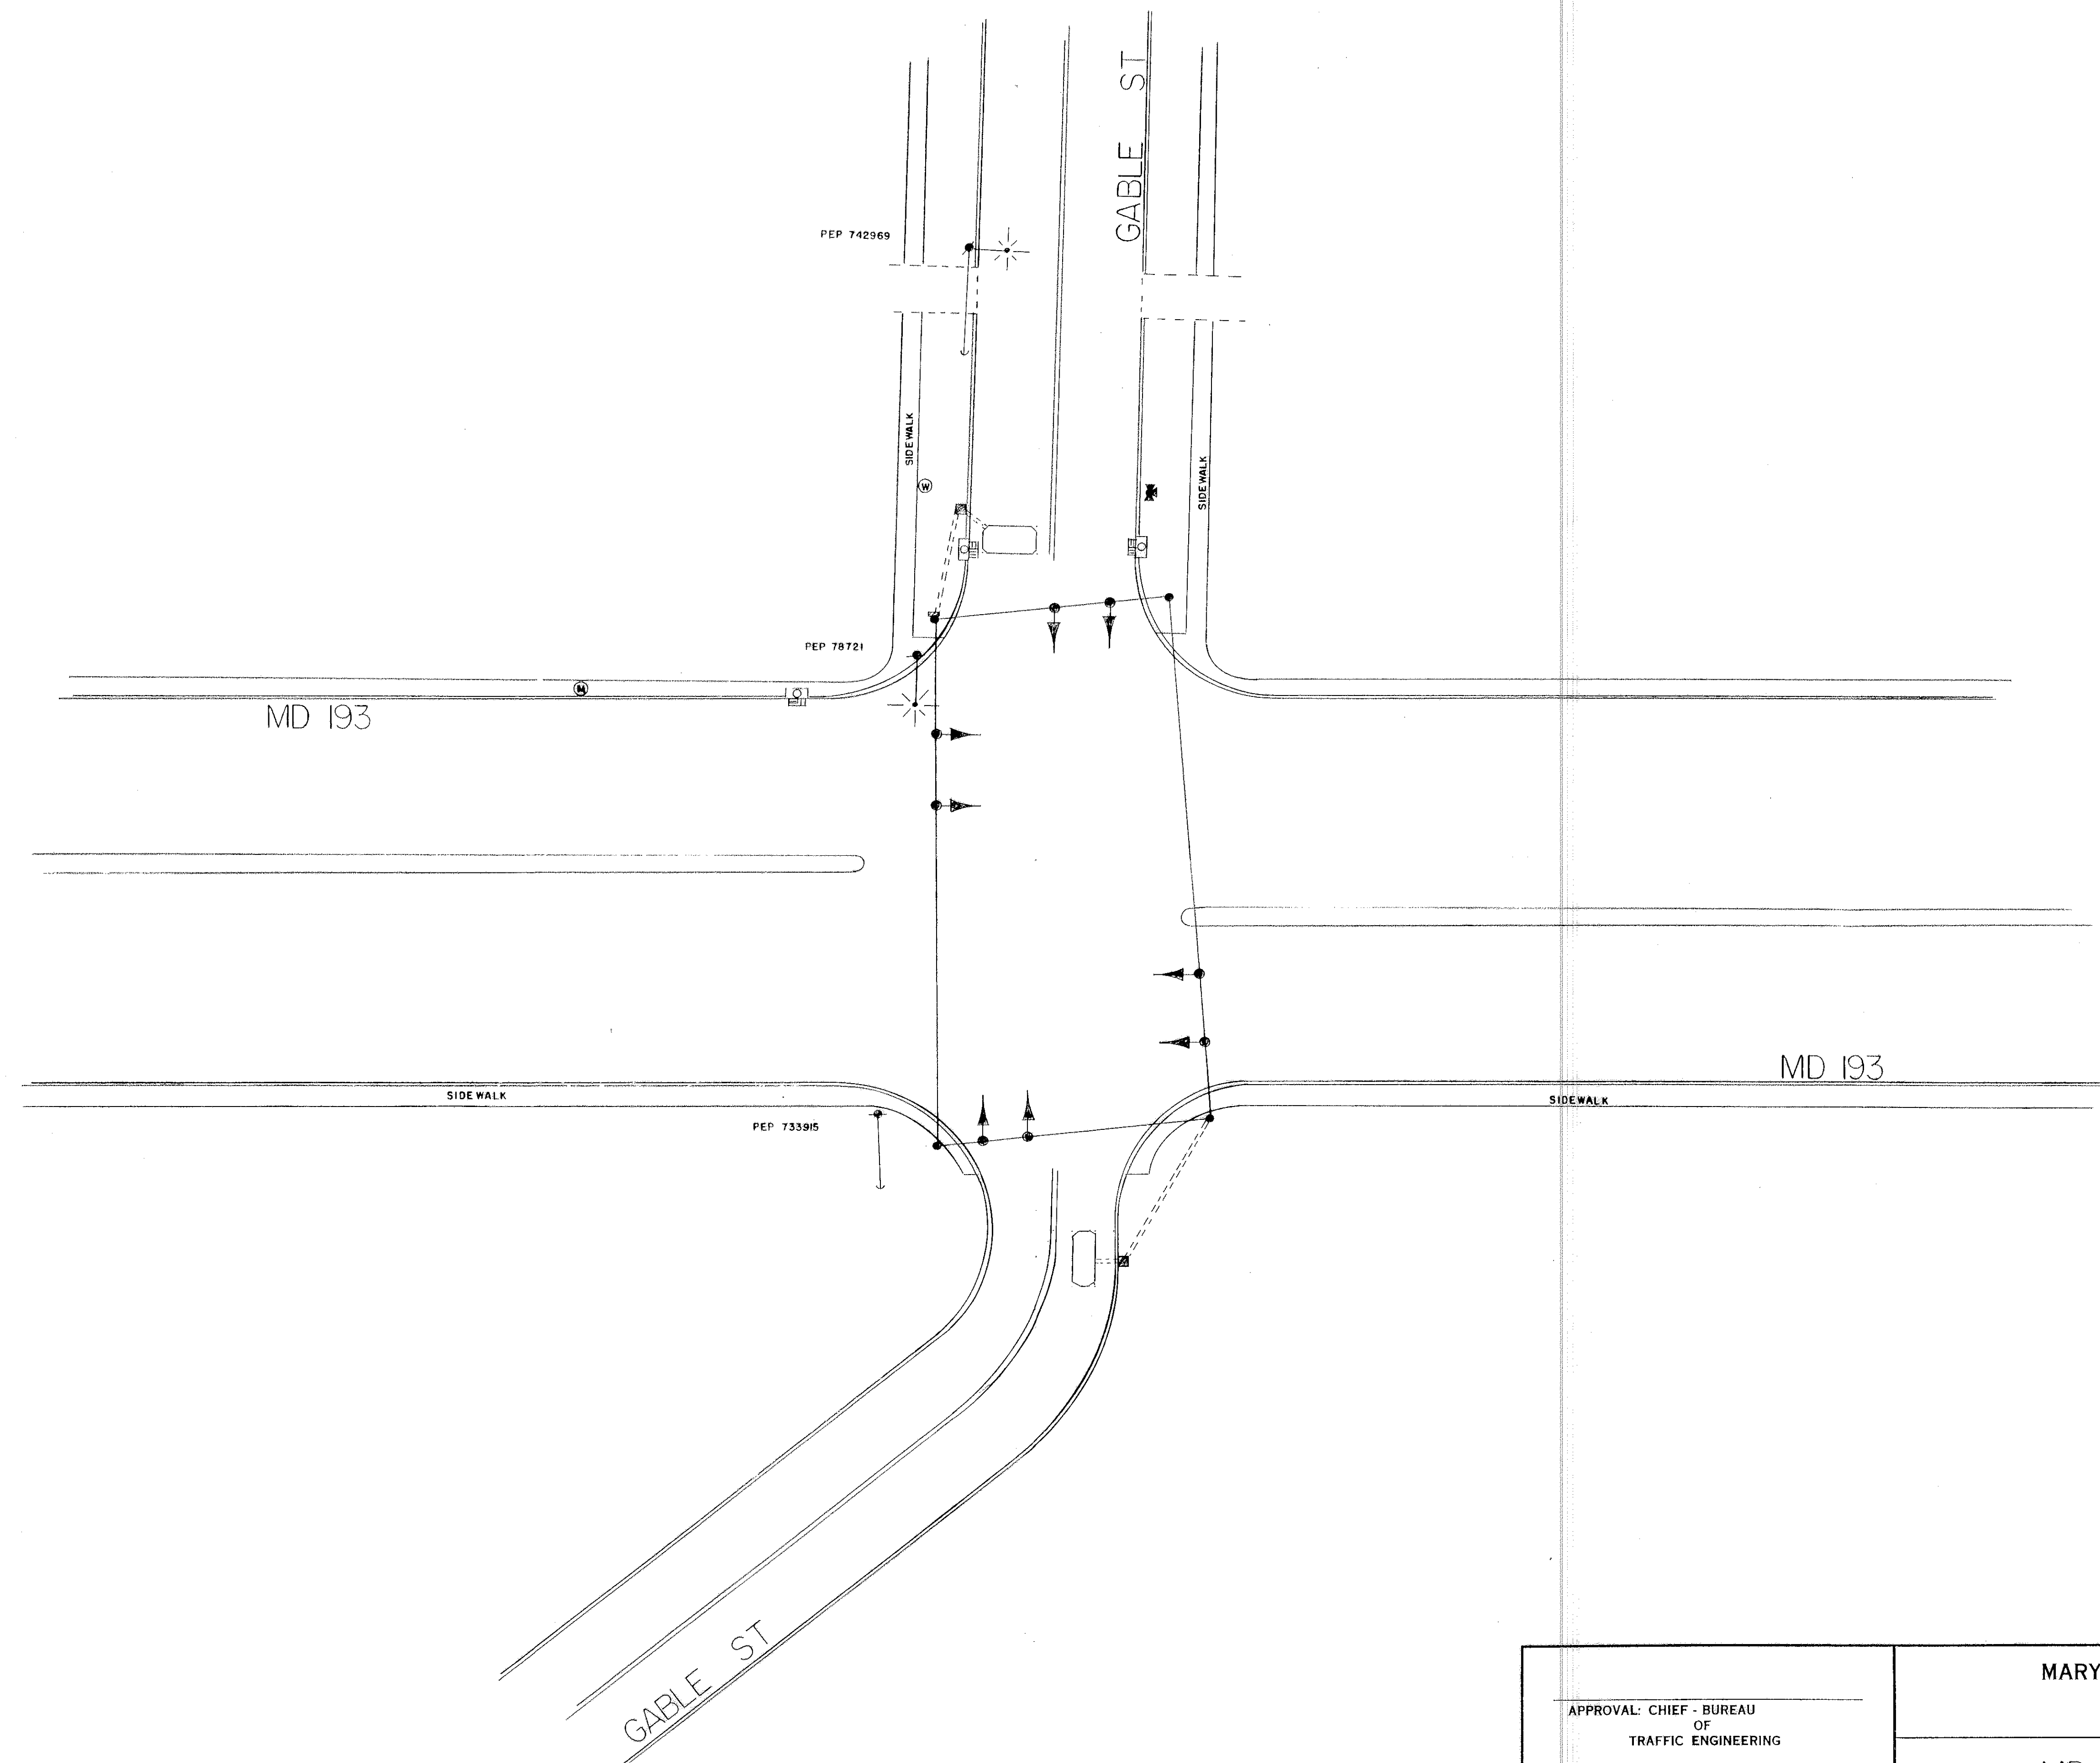 GABLE ST
PEP 742969
SIDEWALK
SIDEWALK
W
PEP 78721
M
MD 193
MD 193
SIDEWALK
SIDEWALK
PEP 733915
GABLE ST
MARY
APPROVAL: CHIEF - BUREAU
OF
TRAFFIC ENGINEERING